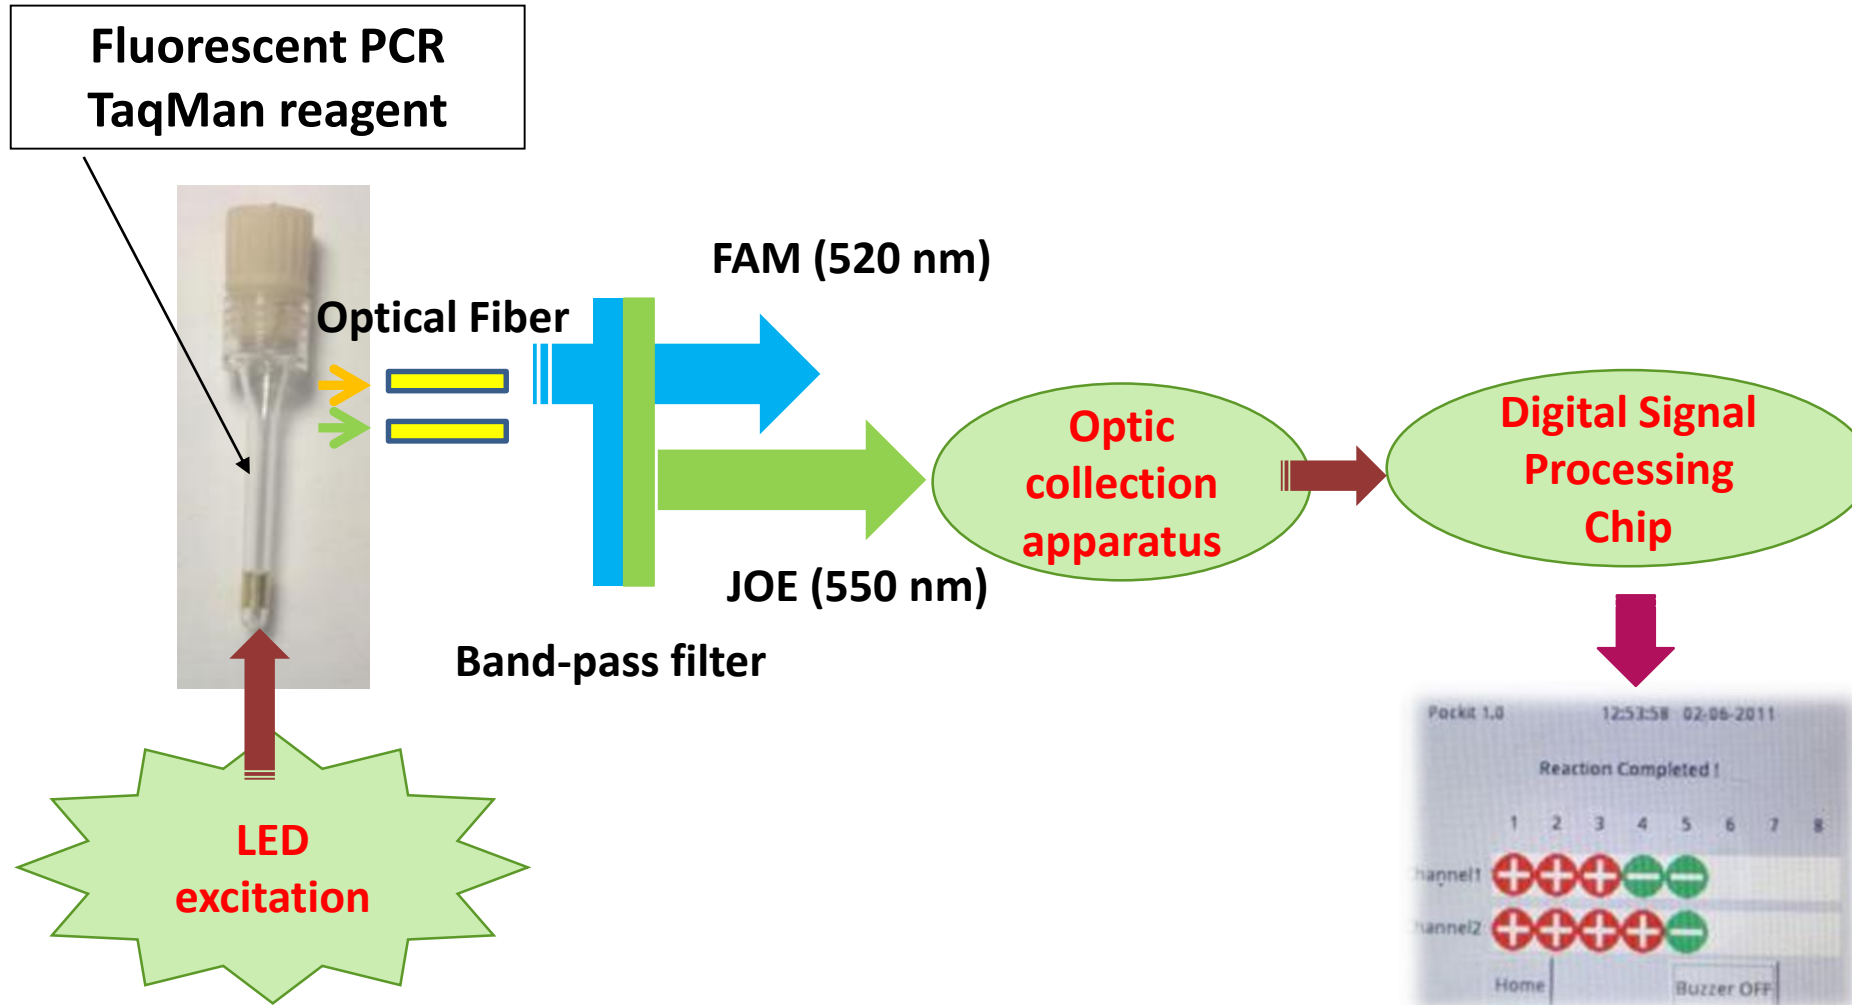 Fluorescent PCR
TaqMan reagent
FAM (520 nm)
Optical Fiber
Optic
collection
apparatus
Digital Signal
Processing
Chip
JOE (550 nm)
Band-pass filter
LED
excitation
Pockit 1.0 12:53:58 02-06-2011
Reaction Completed !
1 2 3 4 5 6 7 8
Channel1
Channel2
Home Buzzer OFF